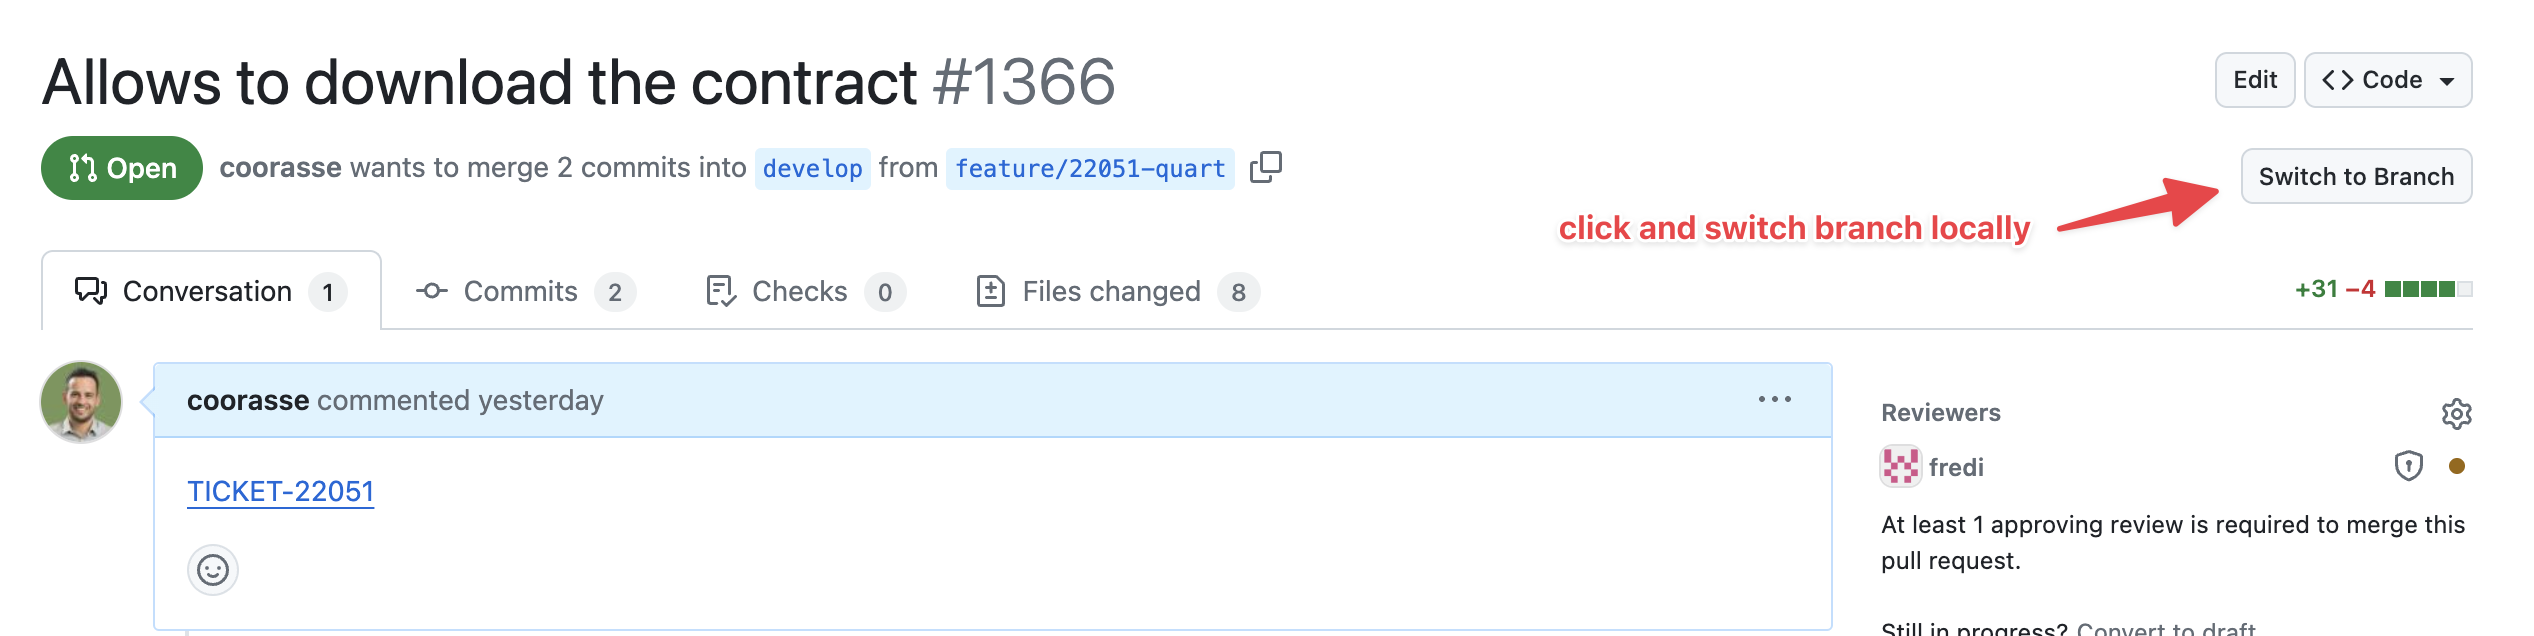 Allows to download the contract #1366
Edit
<> Code
Open
coorasse wants to merge 2 commits into develop from feature/22051-quart
Switch to Branch
click and switch branch locally
Conversation 1
Commits 2
Checks 0
Files changed 8
+31 −4
coorasse commented yesterday
...
TICKET-22051
Reviewers
fredi
At least 1 approving review is required to merge this
pull request.
Still in progress? Convert to draft